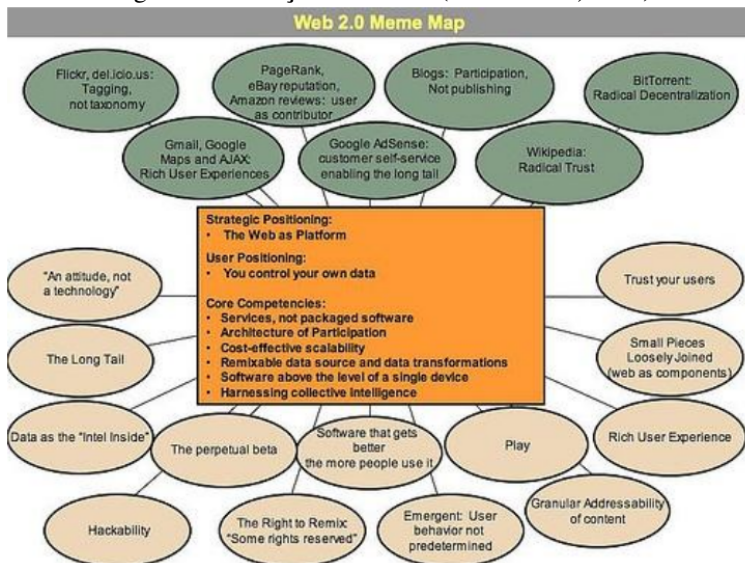 Web 2.0 Meme Map
Flickr, del.icio.us:
Tagging,
not taxonomy
PageRank,
eBay reputation,
Amazon reviews: user
as contributor
Blogs: Participation,
Not publishing
BitTorrent:
Radical Decentralization
Gmail, Google
Maps and AJAX:
Rich User Experiences
Google AdSense:
customer self-service
enabling the long tail
Wikipedia:
Radical Trust
Strategic Positioning:
• The Web as Platform
User Positioning:
• You control your own data
Core Competencies:
• Services, not packaged software
• Architecture of Participation
• Cost-effective scalability
• Remixable data source and data transformations
• Software above the level of a single device
• Harnessing collective intelligence
"An attitude, not
a technology"
Trust your users
The Long Tail
Small Pieces
Loosely Joined
(web as components)
Data as the "Intel Inside"
The perpetual beta
Software that gets
better
the more people use it
Play
Rich User Experience
Hackability
The Right to Remix:
"Some rights reserved"
Emergent: User
behavior not
predetermined
Granular Addressability
of content